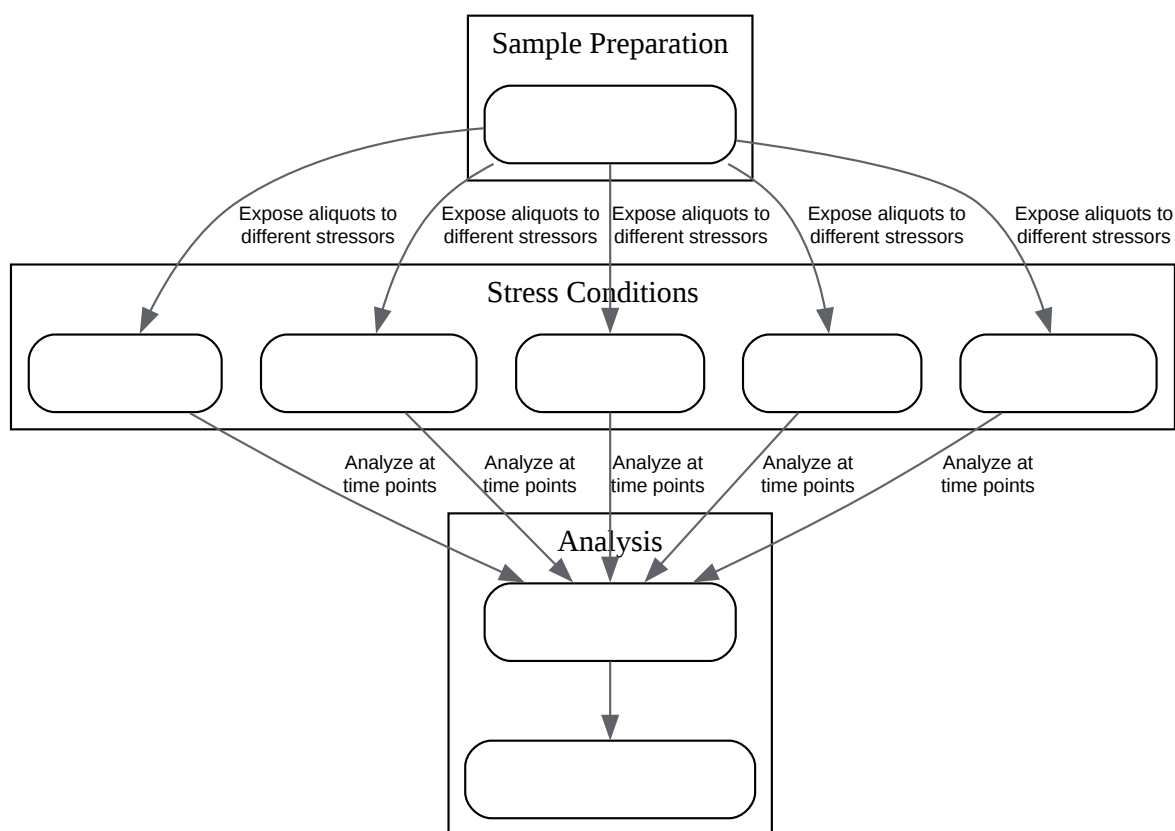 Sample Preparation
Expose aliquots to
different stressors
Expose aliquots to
different stressors
Expose aliquots to
different stressors
Expose aliquots to
different stressors
Expose aliquots to
different stressors
Stress Conditions
Analyze at
time points
Analyze at
time points
Analyze at
time points
Analyze at
time points
Analyze at
time points
Analysis